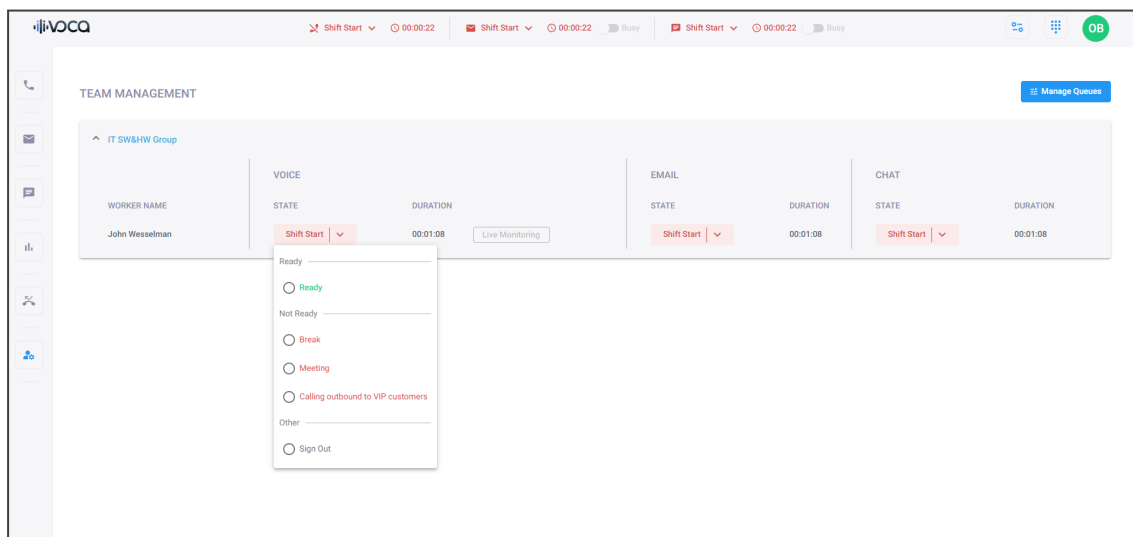 VOCA
Shift Start 00:00:22 Shift Start 00:00:22 Busy Shift Start 00:00:22 Busy
OB
TEAM MANAGEMENT
Manage Queues
IT SW&HW Group
VOICE EMAIL CHAT
WORKER NAME STATE DURATION STATE DURATION STATE DURATION
John Wesselman Shift Start 00:01:08 Live Monitoring Shift Start 00:01:08 Shift Start 00:01:08
Ready
Ready
Not Ready
Break
Meeting
Calling outbound to VIP customers
Other
Sign Out